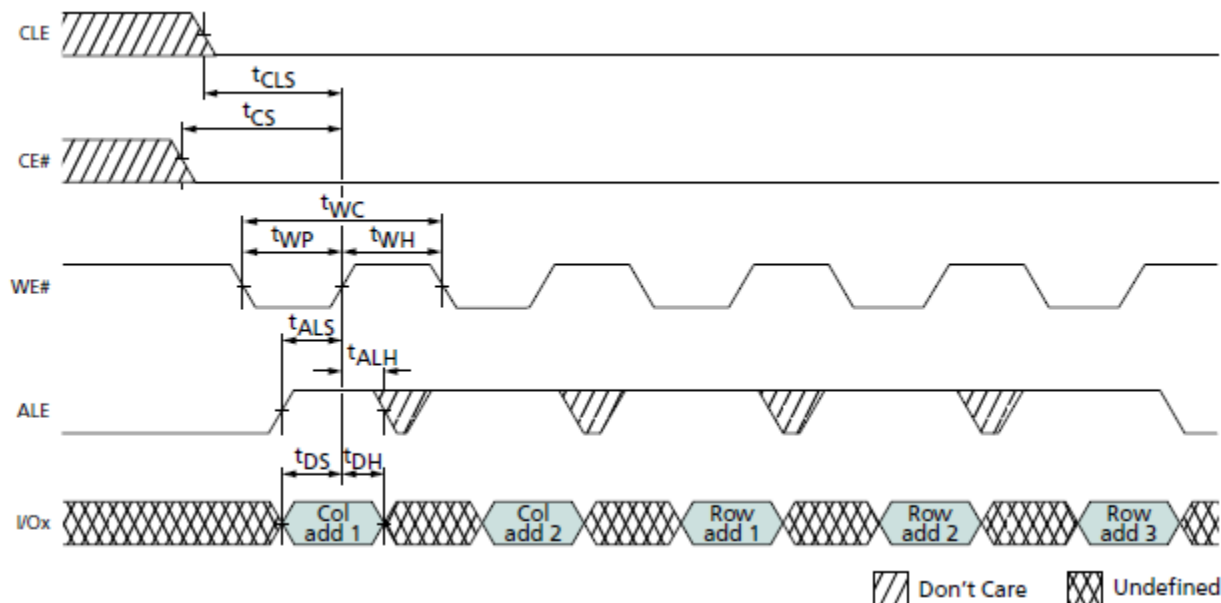 CLE
tCLS
tCS
CE#
tWC
tWP tWH
WE#
tALS
tALH
ALE
tDS tDH
I/Ox Col add 1 Col add 2 Row add 1 Row add 2 Row add 3
Don't Care Undefined